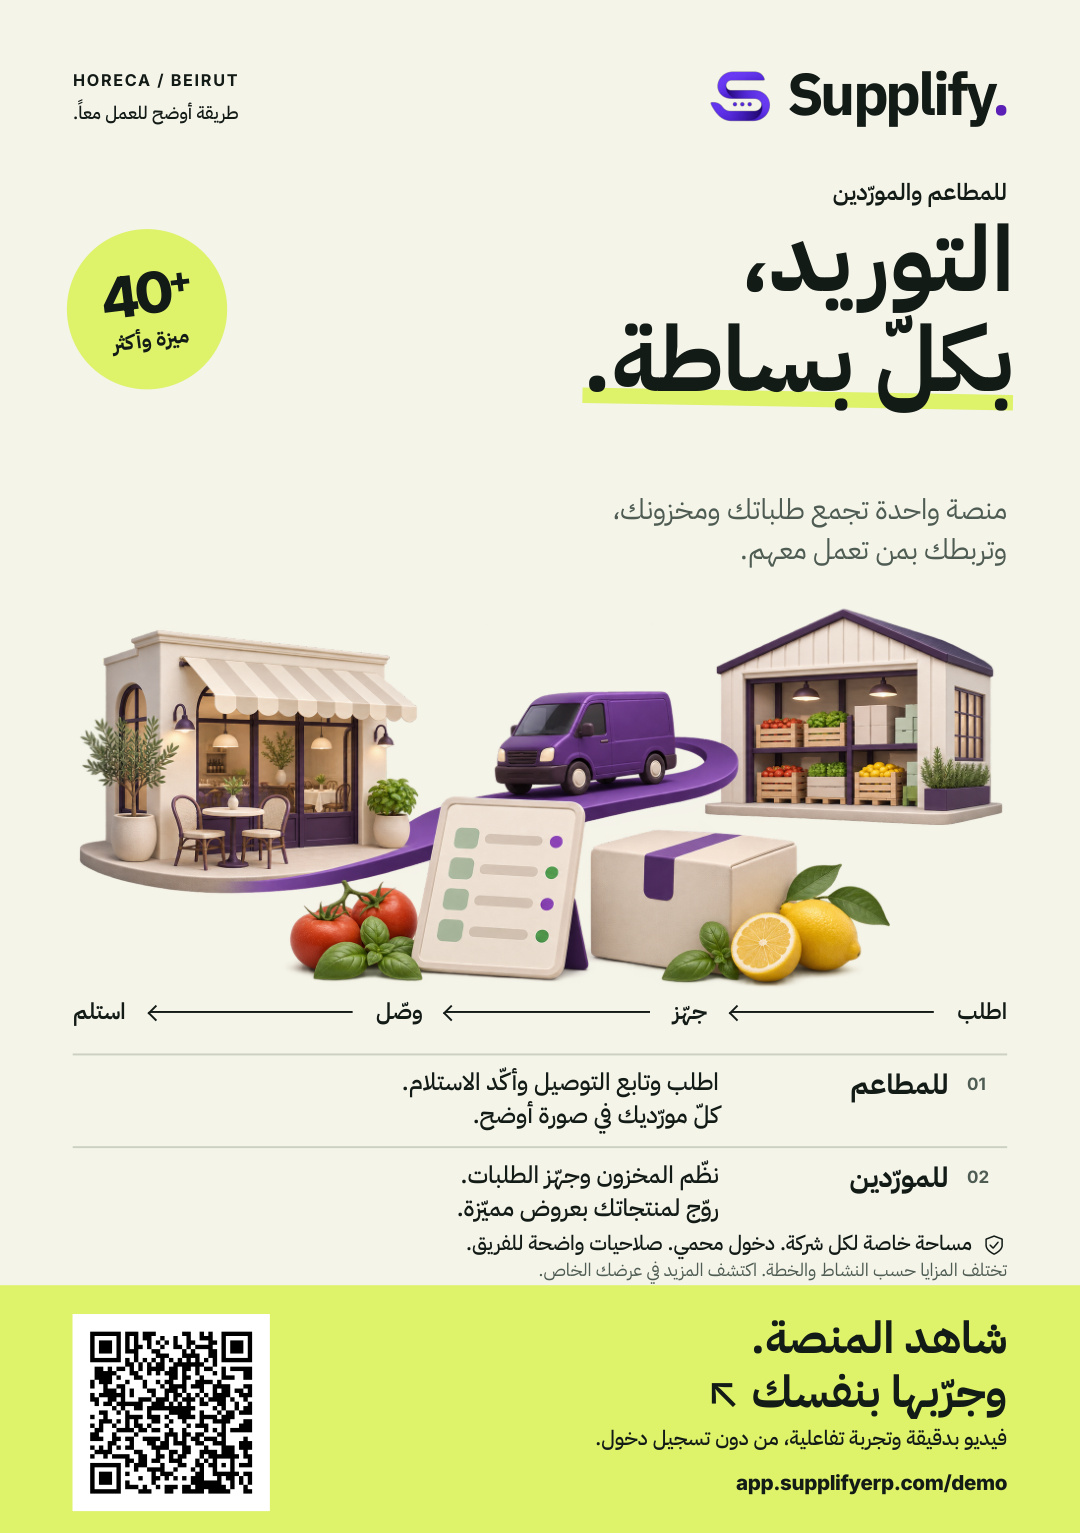 Supplify.
HORECA / BEIRUT
طريقة أوضح للعمل معاً.
للمطاعم والمورّدين
التوريد،
بكلّ بساطة.
40+
ميزة وأكثر
منصة واحدة تجمع طلباتك ومخزونك،
وتربطك بمن تعمل معهم.
اطلب ← جهّز ← وصّل ← استلم
01 للمطاعم
اطلب وتابع التوصيل وأكّد الاستلام.
كلّ مورّديك في صورة أوضح.
02 للمورّدين
نظّم المخزون وجهّز الطلبات.
روّج لمنتجاتك بعروض مميّزة.
مساحة خاصة لكل شركة. دخول محمي. صلاحيات واضحة للفريق.
تختلف المزايا حسب النشاط والخطة. اكتشف المزيد في عرضك الخاص.
شاهد المنصة.
وجرّبها بنفسك ↖
فيديو بدقيقة وتجربة تفاعلية، من دون تسجيل دخول.
app.supplifyerp.com/demo